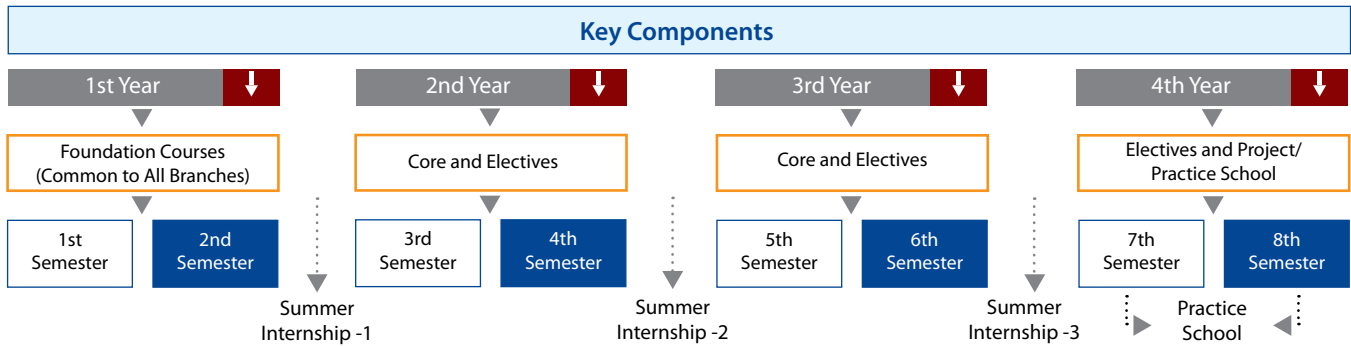 Key Components
1st Year
2nd Year
3rd Year
4th Year
Foundation Courses
(Common to All Branches)
Core and Electives
Core and Electives
Electives and Project/
Practice School
1st
Semester
2nd
Semester
3rd
Semester
4th
Semester
5th
Semester
6th
Semester
7th
Semester
8th
Semester
Summer
Internship -1
Summer
Internship -2
Summer
Internship -3
Practice
School